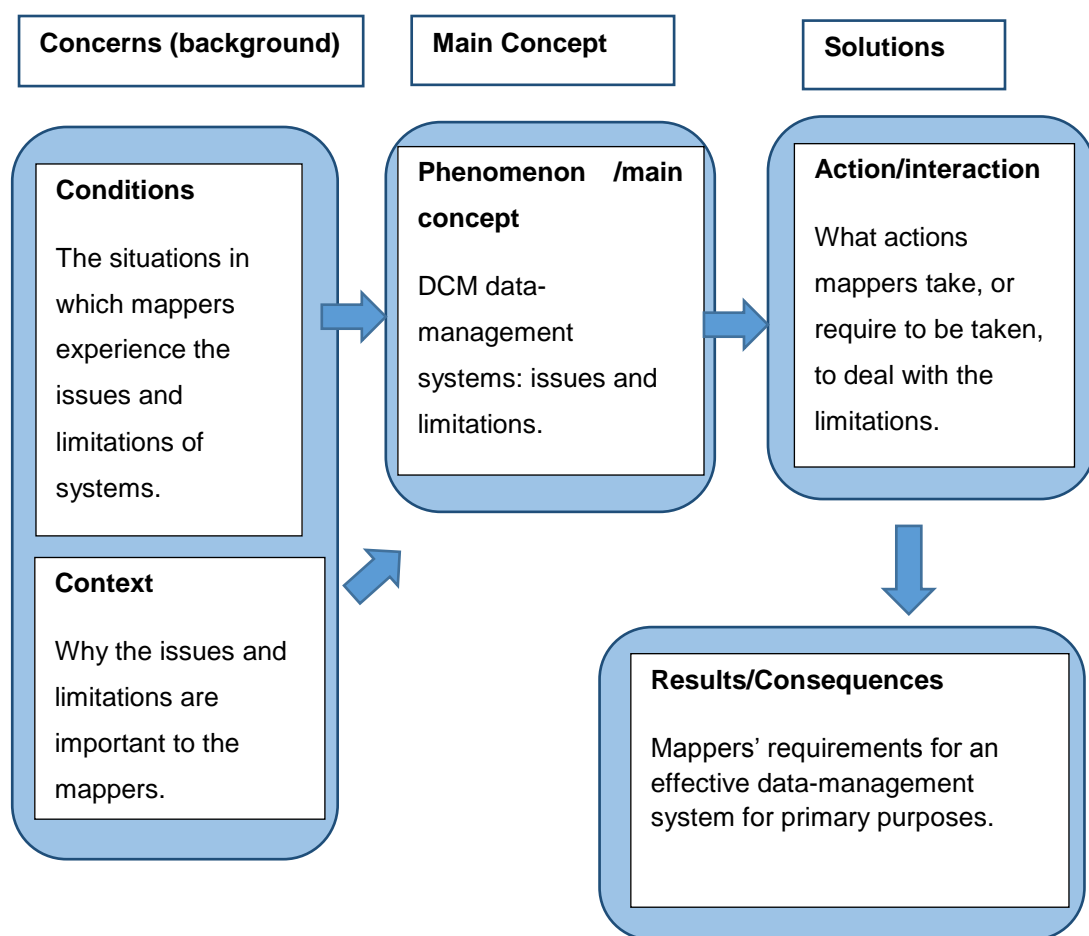 Concerns (background)
Main Concept
Solutions
Conditions
The situations in
which mappers
experience the
issues and
limitations of
systems.
Context
Why the issues and
limitations are
important to the
mappers.
Phenomenon /main
concept
DCM data-
management
systems: issues and
limitations.
Action/interaction
What actions
mappers take, or
require to be taken,
to deal with the
limitations.
Results/Consequences
Mappers’ requirements for an
effective data-management
system for primary purposes.